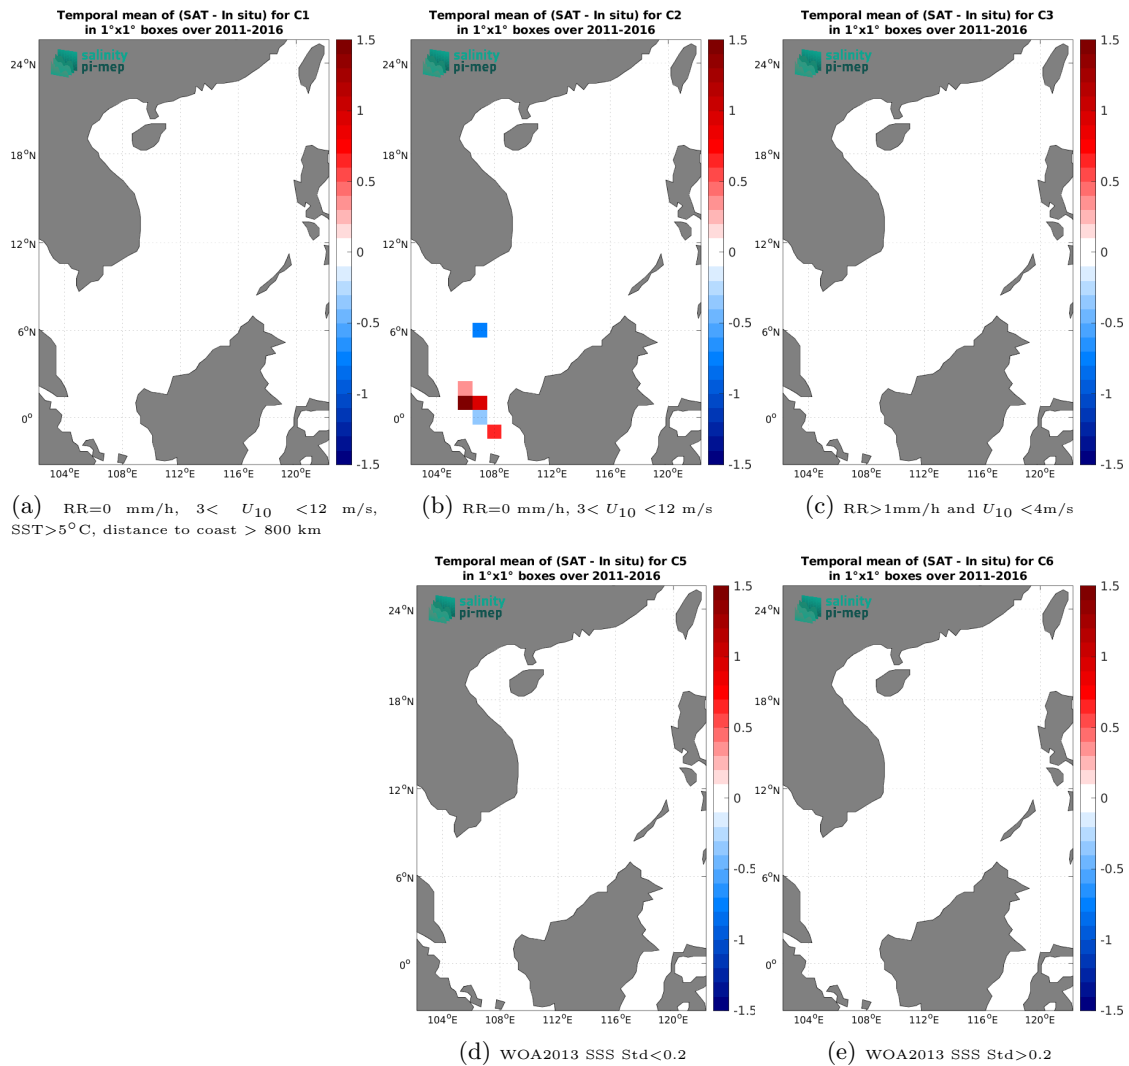 Temporal mean of (SAT - In situ) for C1
in 1°x1° boxes over 2011-2016
salinity
pi-mep
24°N
18°N
12°N
6°N
0°
104°E 108°E 112°E 116°E 120°E
1.5
1
0.5
0
-0.5
-1
-1.5
(a) RR=0 mm/h, 3< U10 <12 m/s,
SST>5°C, distance to coast > 800 km
Temporal mean of (SAT - In situ) for C2
in 1°x1° boxes over 2011-2016
salinity
pi-mep
24°N
18°N
12°N
6°N
0°
104°E 108°E 112°E 116°E 120°E
1.5
1
0.5
0
-0.5
-1
-1.5
(b) RR=0 mm/h, 3< U10 <12 m/s
Temporal mean of (SAT - In situ) for C3
in 1°x1° boxes over 2011-2016
salinity
pi-mep
24°N
18°N
12°N
6°N
0°
104°E 108°E 112°E 116°E 120°E
1.5
1
0.5
0
-0.5
-1
-1.5
(c) RR>1mm/h and U10 <4m/s
Temporal mean of (SAT - In situ) for C5
in 1°x1° boxes over 2011-2016
salinity
pi-mep
24°N
18°N
12°N
6°N
0°
104°E 108°E 112°E 116°E 120°E
1.5
1
0.5
0
-0.5
-1
-1.5
(d) WOA2013 SSS Std<0.2
Temporal mean of (SAT - In situ) for C6
in 1°x1° boxes over 2011-2016
salinity
pi-mep
24°N
18°N
12°N
6°N
0°
104°E 108°E 112°E 116°E 120°E
1.5
1
0.5
0
-0.5
-1
-1.5
(e) WOA2013 SSS Std>0.2